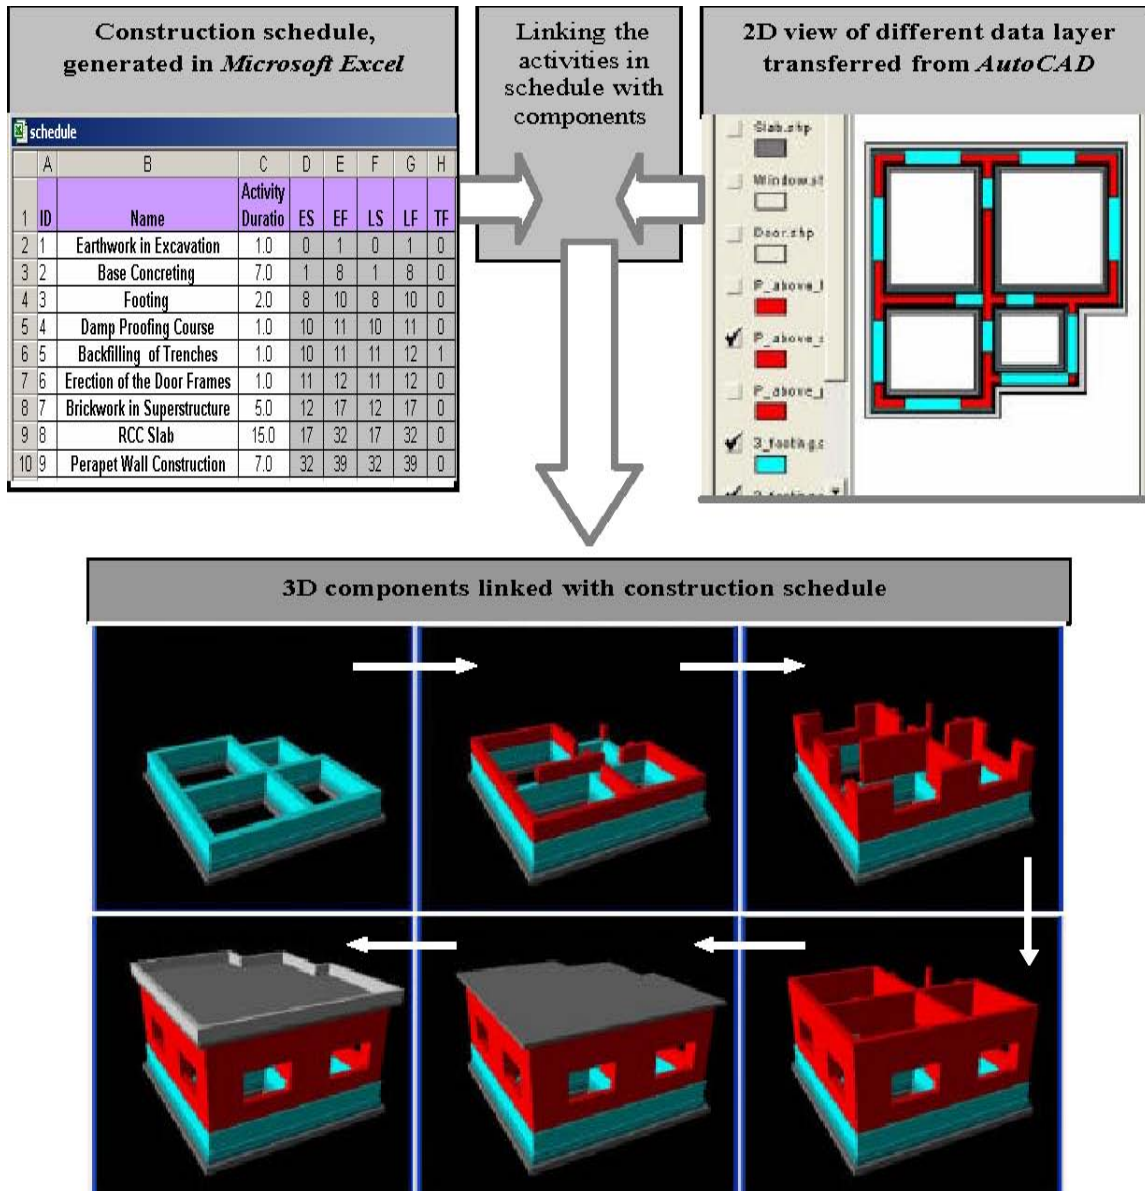 Construction schedule,
generated in Microsoft Excel
Linking the
activities in
schedule with
components
2D view of different data layer
transferred from AutoCAD
schedule
A B C D E F G H
Activity
1 ID Name Duratio ES EF LS LF TF
2 1 Earthwork in Excavation 1.0 0 1 0 1 0
3 2 Base Concreting 7.0 1 8 1 8 0
4 3 Footing 2.0 8 10 8 10 0
5 4 Damp Proofing Course 1.0 10 11 10 11 0
6 5 Backfilling of Trenches 1.0 10 11 11 12 1
7 6 Erection of the Door Frames 1.0 11 12 11 12 0
8 7 Brickwork in Superstructure 5.0 12 17 12 17 0
9 8 RCC Slab 15.0 17 32 17 32 0
10 9 Perapet Wall Construction 7.0 32 39 32 39 0
Slab.shp
Window.s
Door.shp
P_above_
P_above_s
P_above_
3_footing.s
3D components linked with construction schedule